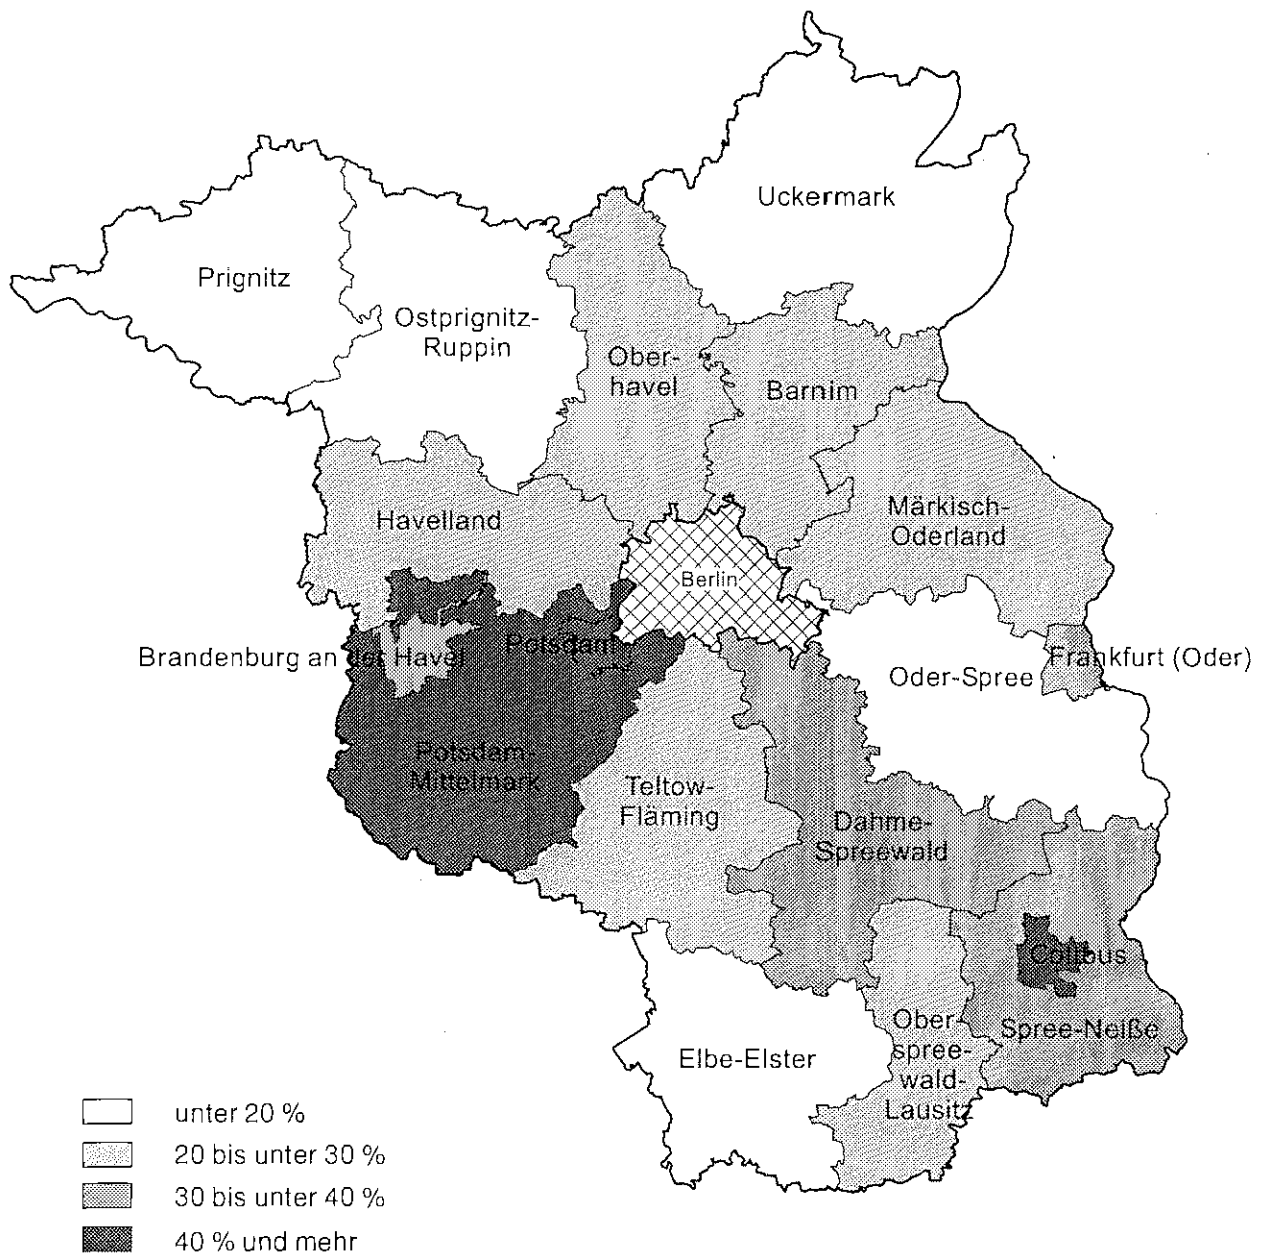 Uckermark
Prignitz
Ostprignitz-
Ruppin
Ober-
havel
Barnim
Havelland
Märkisch-
Oderland
Berlin
Brandenburg an der Havel
Potsdam
Frankfurt (Oder)
Oder-Spree
Potsdam-
Mittelmark
Teltow-
Fläming
Dahme-
Spreewald
Cottbus
Ober-
spree-
wald-
Lausitz
Spree-Neiße
Elbe-Elster
unter 20 %
20 bis unter 30 %
30 bis unter 40 %
40 % und mehr